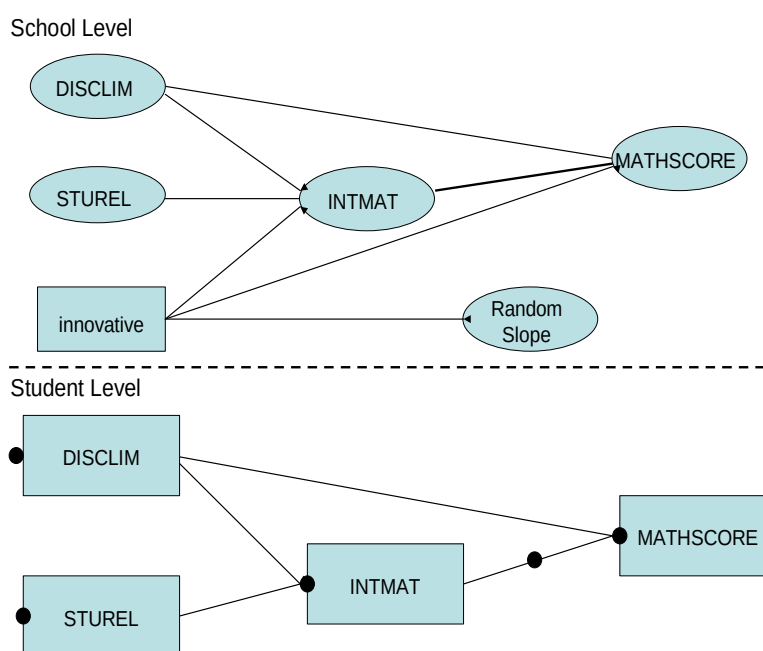 School Level
DISCLIM
MATHSCORE
STUREL
INTMAT
innovative
Random
Slope
Student Level
DISCLIM
MATHSCORE
INTMAT
STUREL